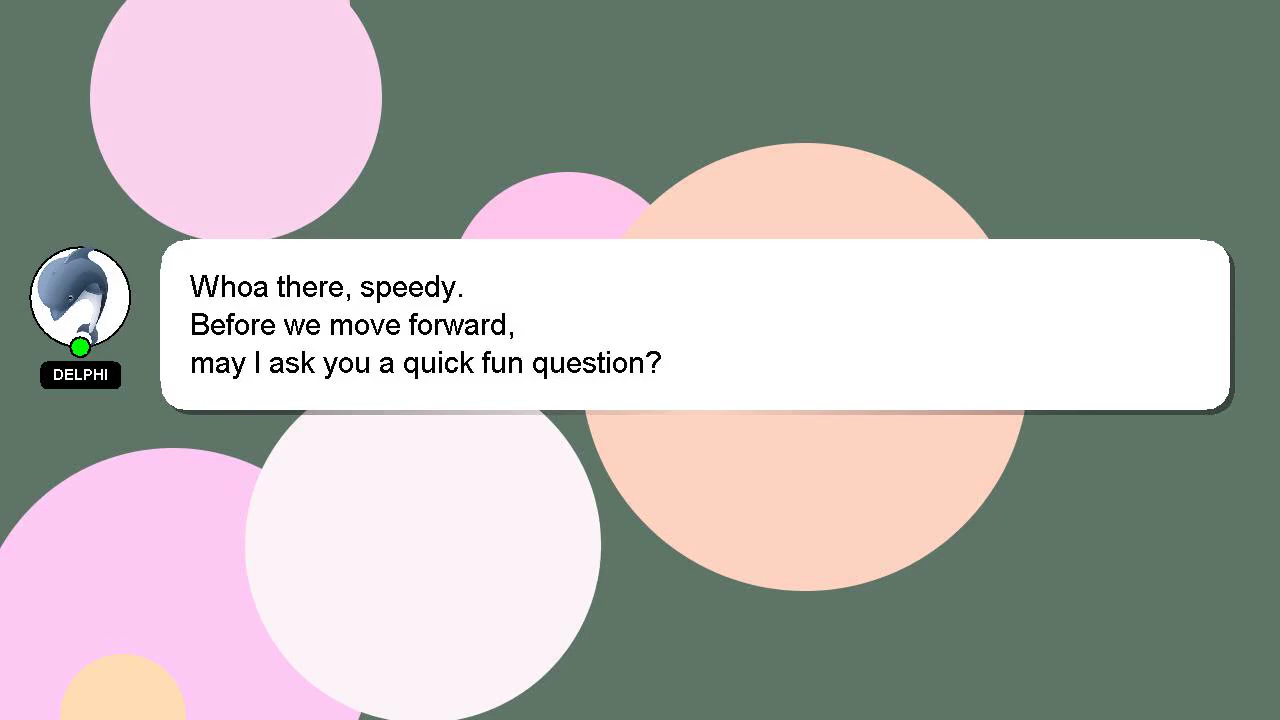 Whoa there, speedy.
Before we move forward,
may I ask you a quick fun question?
DELPHI